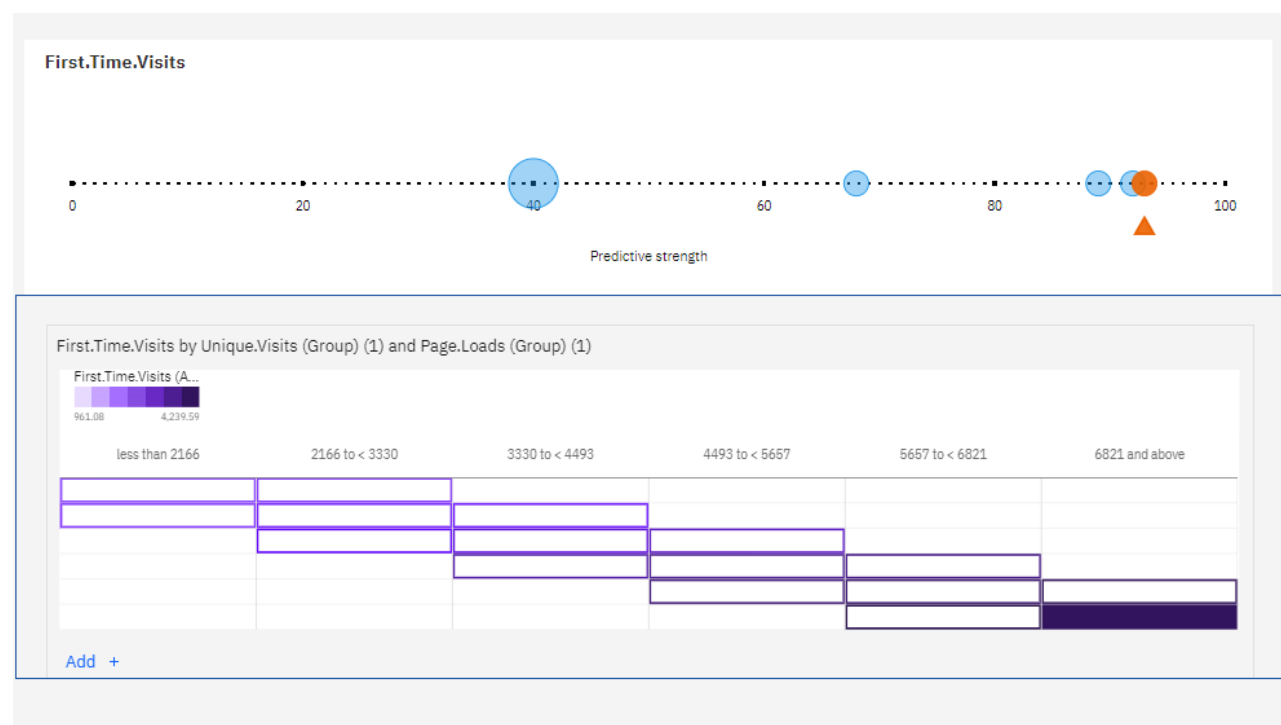 First.Time.Visits
0 20 40 60 80 100
Predictive strength
First.Time.Visits by Unique.Visits (Group) (1) and Page.Loads (Group) (1)
First.Time.Visits (A...
961.08 4,239.59
less than 2166 2166 to < 3330 3330 to < 4493 4493 to < 5657 5657 to < 6821 6821 and above
Add +